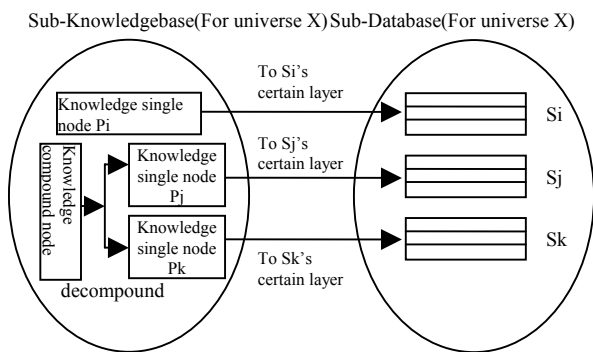 Sub-Knowledgebase(For universe X) Sub-Database(For universe X)
To Si's
certain layer
Knowledge single
node Pi
Si
To Sj's
certain layer
Knowledge
compound node
Knowledge
single node
Pj
Sj
Knowledge
single node
Pk
Sk
To Sk's
certain layer
decompound